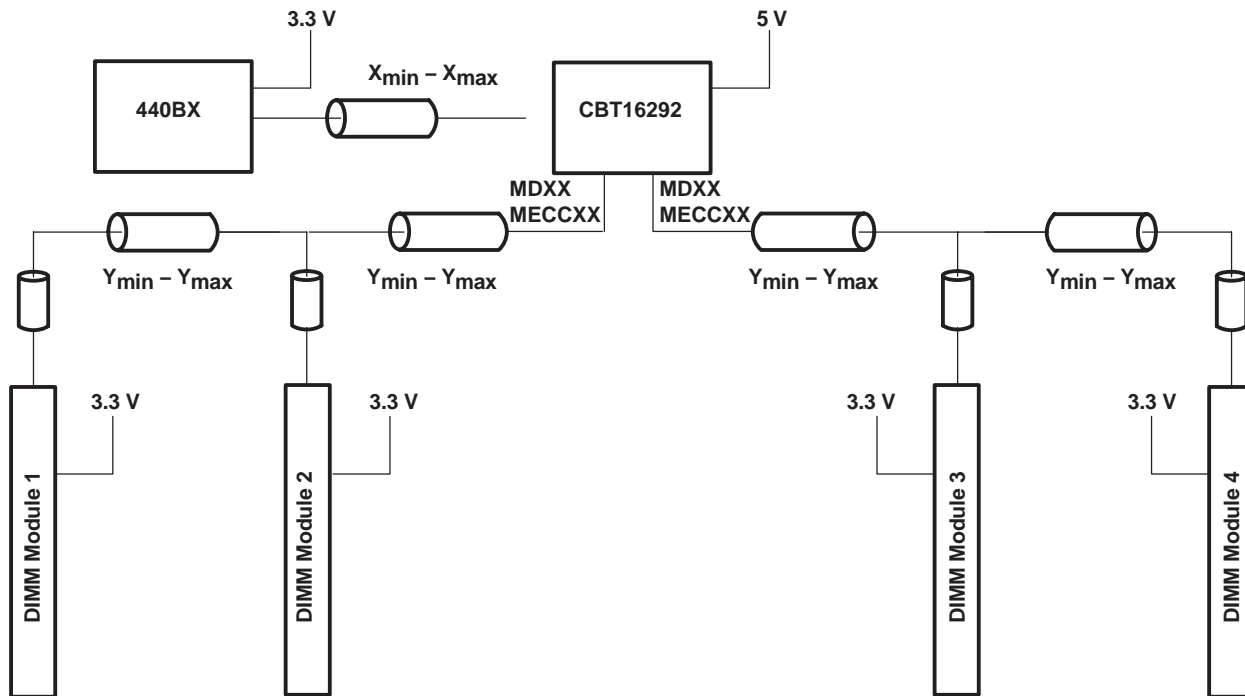 3.3 V
5 V
Xmin – Xmax
440BX
CBT16292
MDXX
MECCXX
MDXX
MECCXX
Ymin – Ymax
Ymin – Ymax
Ymin – Ymax
Ymin – Ymax
3.3 V
3.3 V
3.3 V
3.3 V
DIMM Module 1
DIMM Module 2
DIMM Module 3
DIMM Module 4